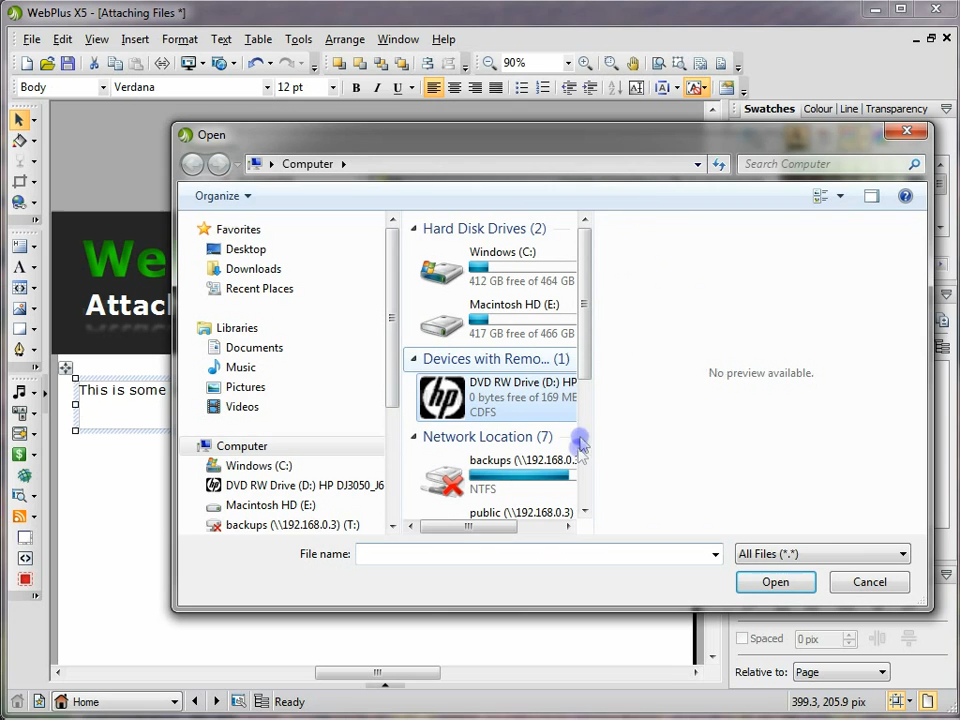 WebPlus X5 - [Attaching Files *]
File Edit View Insert Format Text Table Tools Arrange Window Help
90%
Body Verdana 12 pt B I U
Swatches Colour Line Transparency
Open
Computer
Search Computer
Organize
Favorites
Desktop
Downloads
Recent Places
Libraries
Documents
Music
Pictures
Videos
Computer
Windows (C:)
DVD RW Drive (D:) HP DJ3050_J6
Macintosh HD (E:)
backups (\\192.168.0.3) (T:)
Hard Disk Drives (2)
Windows (C:)
412 GB free of 464 GB
Macintosh HD (E:)
417 GB free of 466 GB
Devices with Remo... (1)
hp
DVD RW Drive (D:) HP
0 bytes free of 169 MB
CDFS
Network Location (7)
backups (\\192.168.0.
NTFS
public (\\192.168.0.3)
No preview available.
We
Attach
This is some
File name:
All Files (*.*)
Open Cancel
Spaced 0 pix
Relative to: Page
Home Ready 399.3, 205.9 pix